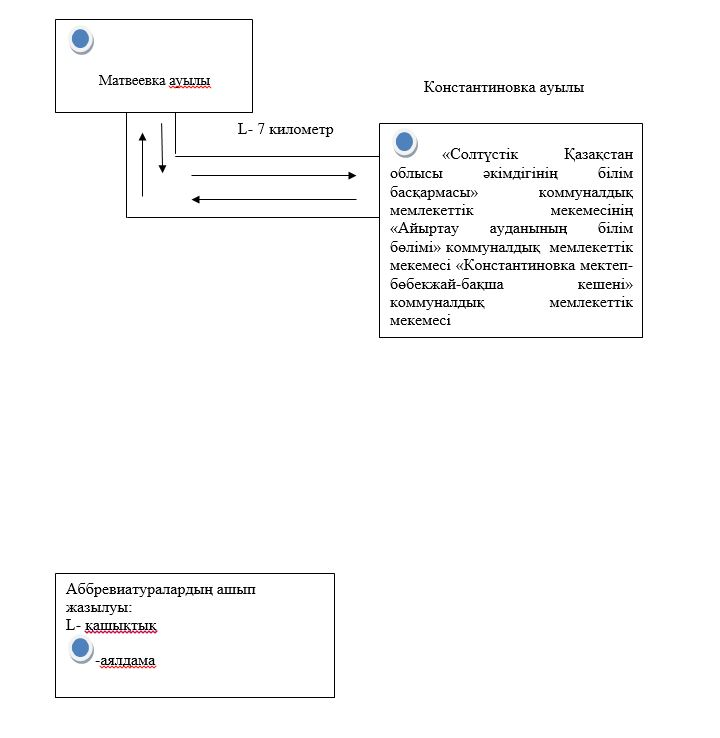 Матвеевка ауылы
Константиновка ауылы
L- 7 километр
«Солтүстік Қазақстан
облысы әкімдігінің білім
басқармасы» коммуналдық
мемлекеттік мекемесінің
«Айыртау ауданының білім
бөлімі» коммуналдық мемлекеттік
мекемесі «Константиновка мектеп-
бөбекжай-бақша кешені»
коммуналдық мемлекеттік
мекемесі
Аббревиатуралардың ашып
жазылуы:
L- қашықтық
-аялдама